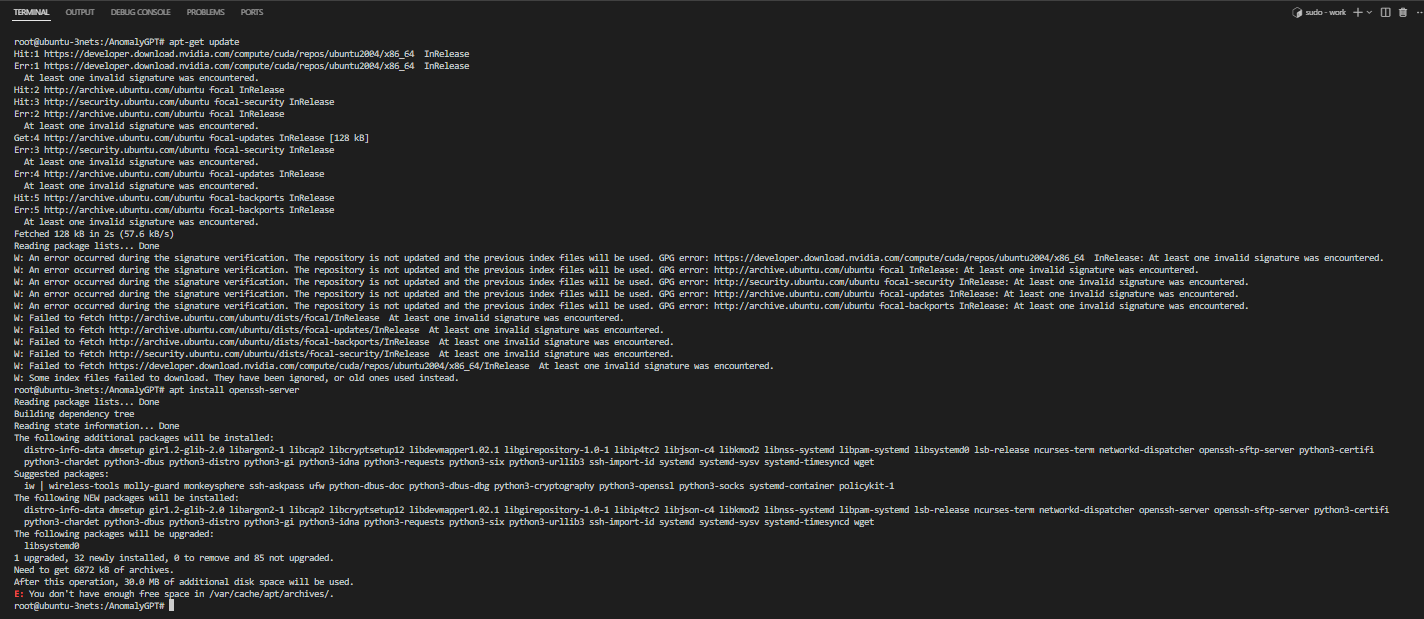 TERMINAL OUTPUT DEBUG CONSOLE PROBLEMS PORTS sudo - work
root@ubuntu-3nets:/AnomalyGPT# apt-get update
Hit:1 https://developer.download.nvidia.com/compute/cuda/repos/ubuntu2004/x86_64  InRelease
Err:1 https://developer.download.nvidia.com/compute/cuda/repos/ubuntu2004/x86_64  InRelease
  At least one invalid signature was encountered.
Hit:2 http://archive.ubuntu.com/ubuntu focal InRelease
Hit:3 http://security.ubuntu.com/ubuntu focal-security InRelease
Err:2 http://archive.ubuntu.com/ubuntu focal InRelease
  At least one invalid signature was encountered.
Get:4 http://archive.ubuntu.com/ubuntu focal-updates InRelease [128 kB]
Err:3 http://security.ubuntu.com/ubuntu focal-security InRelease
  At least one invalid signature was encountered.
Err:4 http://archive.ubuntu.com/ubuntu focal-updates InRelease
  At least one invalid signature was encountered.
Hit:5 http://archive.ubuntu.com/ubuntu focal-backports InRelease
Err:5 http://archive.ubuntu.com/ubuntu focal-backports InRelease
  At least one invalid signature was encountered.
Fetched 128 kB in 2s (57.6 kB/s)
Reading package lists... Done
W: An error occurred during the signature verification. The repository is not updated and the previous index files will be used. GPG error: https://developer.download.nvidia.com/compute/cuda/repos/ubuntu2004/x86_64  InRelease: At least one invalid signature was encountered.
W: An error occurred during the signature verification. The repository is not updated and the previous index files will be used. GPG error: http://archive.ubuntu.com/ubuntu focal InRelease: At least one invalid signature was encountered.
W: An error occurred during the signature verification. The repository is not updated and the previous index files will be used. GPG error: http://security.ubuntu.com/ubuntu focal-security InRelease: At least one invalid signature was encountered.
W: An error occurred during the signature verification. The repository is not updated and the previous index files will be used. GPG error: http://archive.ubuntu.com/ubuntu focal-updates InRelease: At least one invalid signature was encountered.
W: An error occurred during the signature verification. The repository is not updated and the previous index files will be used. GPG error: http://archive.ubuntu.com/ubuntu focal-backports InRelease: At least one invalid signature was encountered.
W: Failed to fetch http://archive.ubuntu.com/ubuntu/dists/focal/InRelease  At least one invalid signature was encountered.
W: Failed to fetch http://archive.ubuntu.com/ubuntu/dists/focal-updates/InRelease  At least one invalid signature was encountered.
W: Failed to fetch http://archive.ubuntu.com/ubuntu/dists/focal-backports/InRelease  At least one invalid signature was encountered.
W: Failed to fetch http://security.ubuntu.com/ubuntu/dists/focal-security/InRelease  At least one invalid signature was encountered.
W: Failed to fetch https://developer.download.nvidia.com/compute/cuda/repos/ubuntu2004/x86_64/InRelease  At least one invalid signature was encountered.
W: Some index files failed to download. They have been ignored, or old ones used instead.
root@ubuntu-3nets:/AnomalyGPT# apt install openssh-server
Reading package lists... Done
Building dependency tree
Reading state information... Done
The following additional packages will be installed:
  distro-info-data dmsetup gir1.2-glib-2.0 libargon2-1 libcap2 libcryptsetup12 libdevmapper1.02.1 libgirepository-1.0-1 libip4tc2 libjson-c4 libkmod2 libnss-systemd libpam-systemd libsystemd0 lsb-release ncurses-term networkd-dispatcher openssh-sftp-server python3-certifi
  python3-chardet python3-dbus python3-distro python3-gi python3-idna python3-requests python3-six python3-urllib3 ssh-import-id systemd systemd-sysv systemd-timesyncd wget
Suggested packages:
  iw | wireless-tools molly-guard monkeysphere ssh-askpass ufw python-dbus-doc python3-dbus-dbg python3-cryptography python3-openssl python3-socks systemd-container policykit-1
The following NEW packages will be installed:
  distro-info-data dmsetup gir1.2-glib-2.0 libargon2-1 libcap2 libcryptsetup12 libdevmapper1.02.1 libgirepository-1.0-1 libip4tc2 libjson-c4 libkmod2 libnss-systemd libpam-systemd lsb-release ncurses-term networkd-dispatcher openssh-server openssh-sftp-server python3-certifi
  python3-chardet python3-dbus python3-distro python3-gi python3-idna python3-requests python3-six python3-urllib3 ssh-import-id systemd systemd-sysv systemd-timesyncd wget
The following packages will be upgraded:
  libsystemd0
1 upgraded, 32 newly installed, 0 to remove and 85 not upgraded.
Need to get 6872 kB of archives.
After this operation, 30.0 MB of additional disk space will be used.
E: You don't have enough free space in /var/cache/apt/archives/.
root@ubuntu-3nets:/AnomalyGPT#